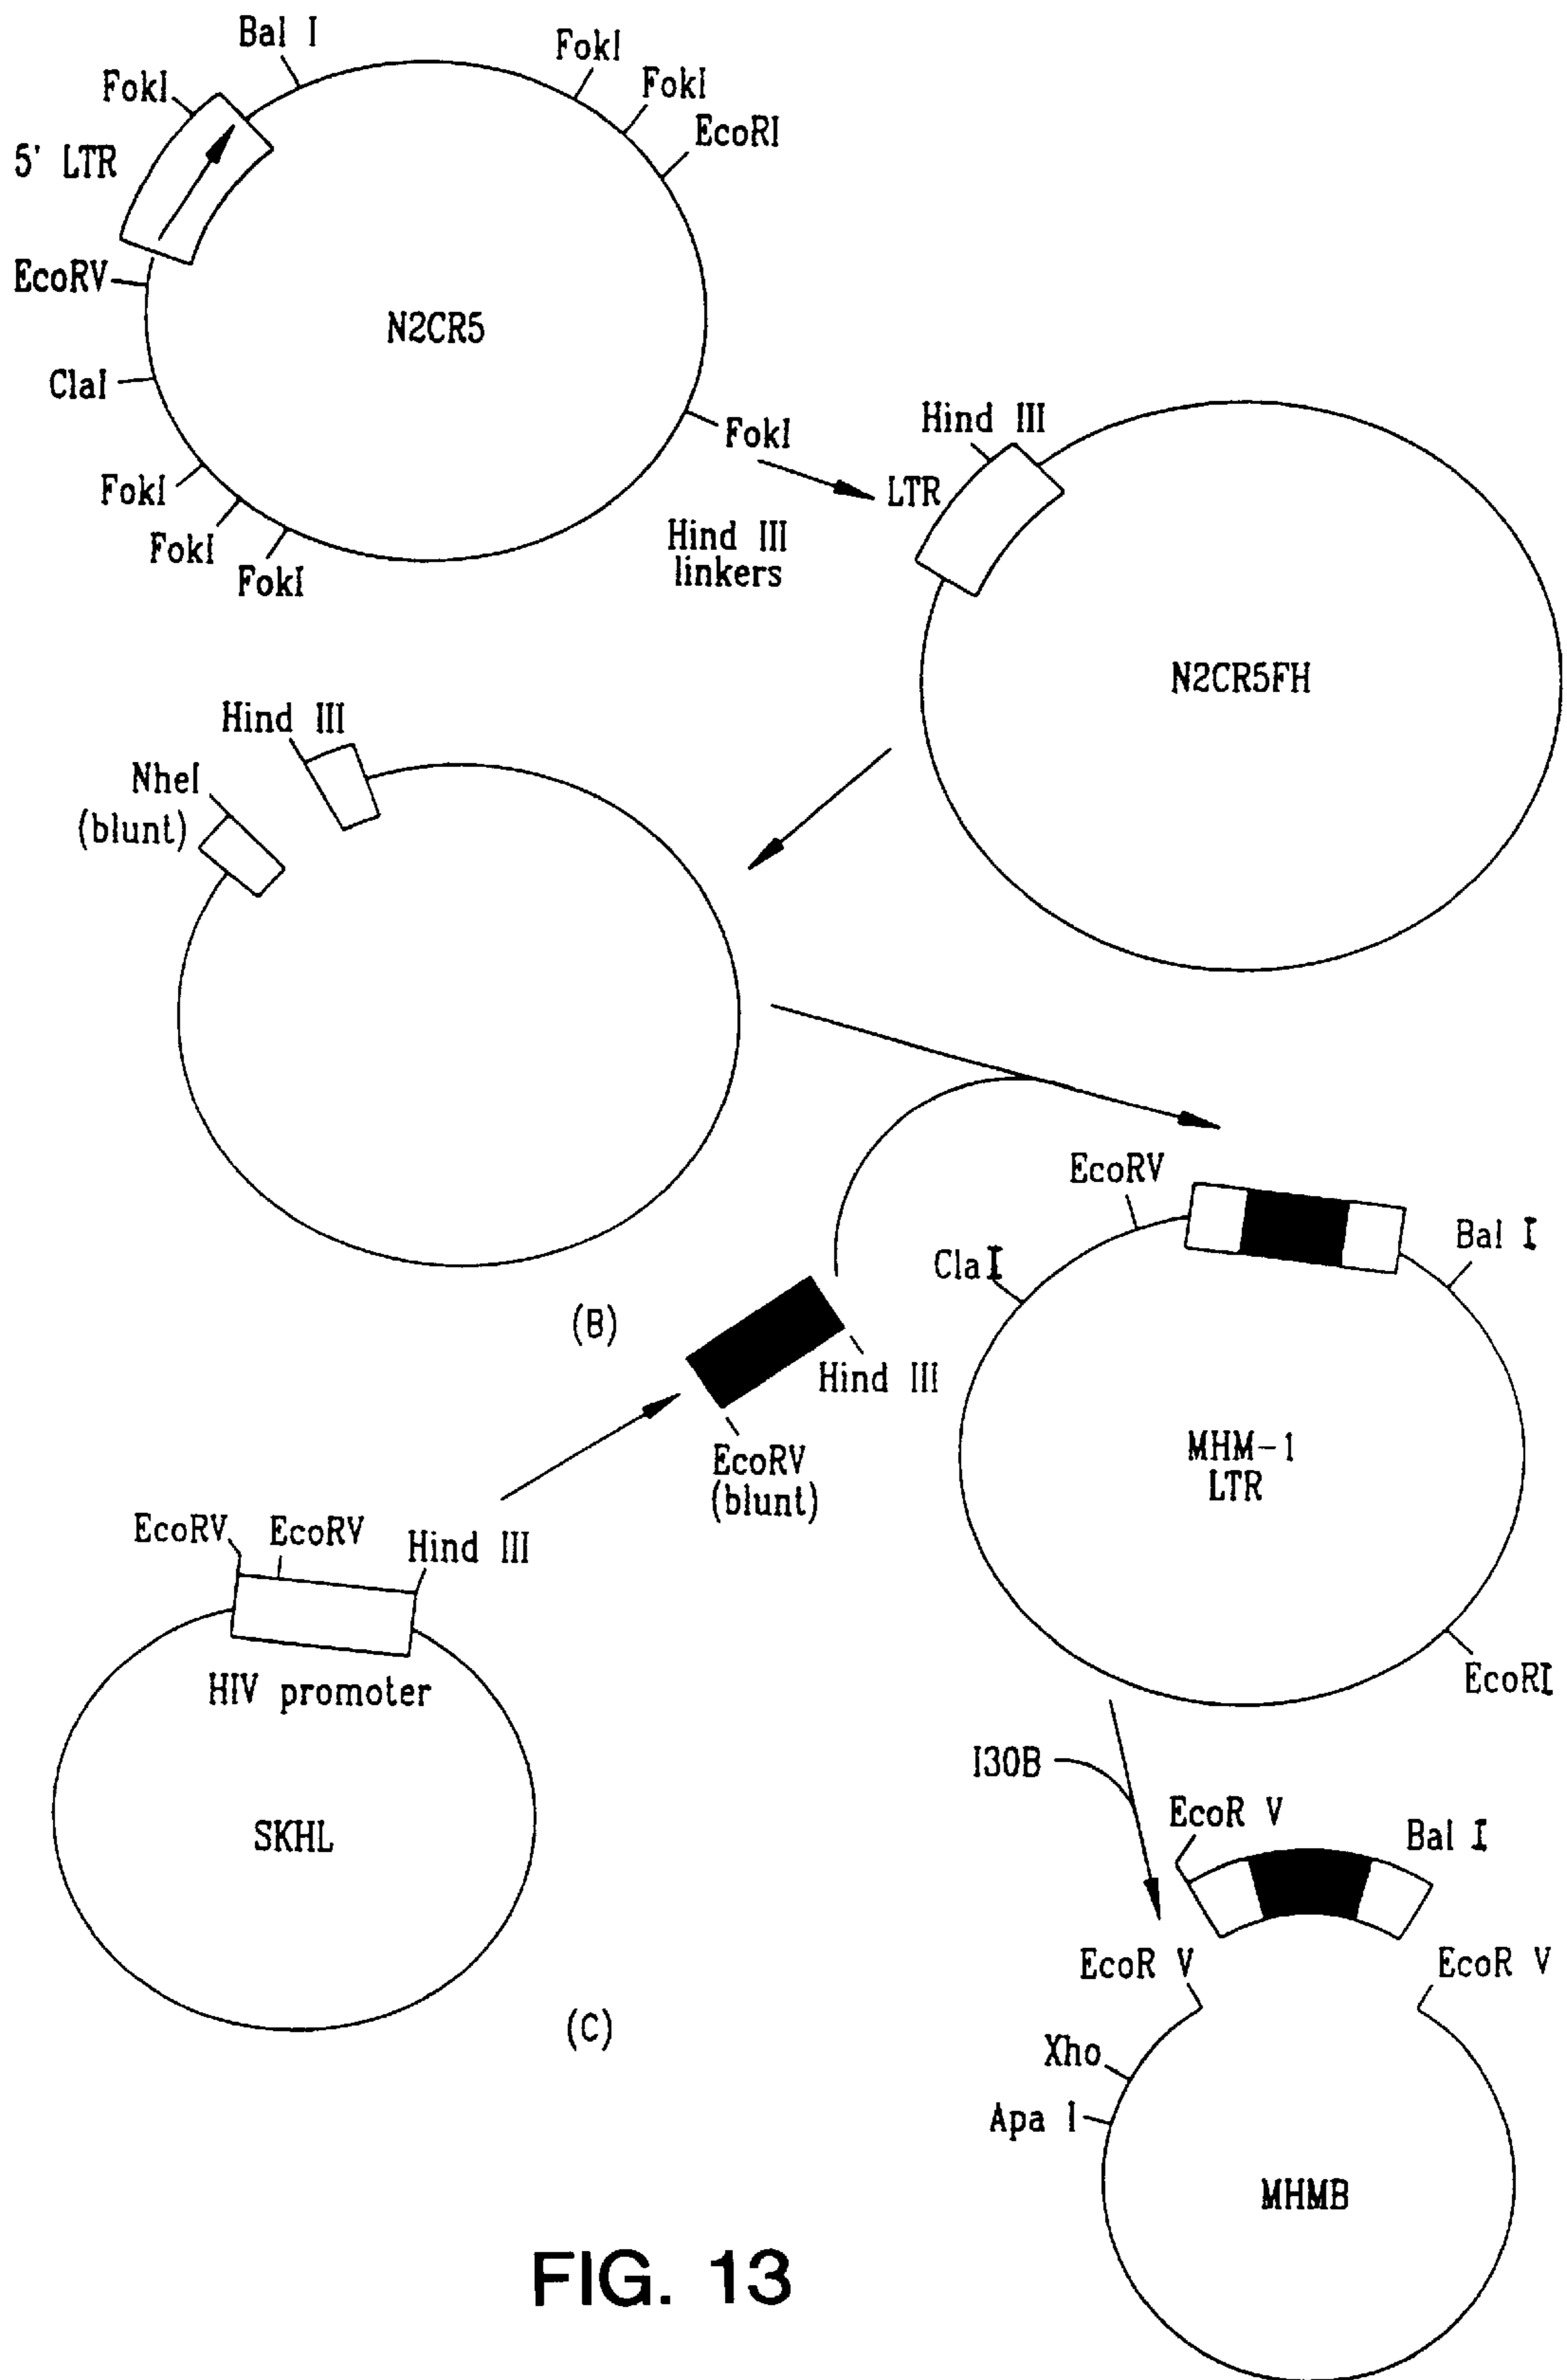 Bal I
FokI
FokI
FokI
EcoRI
5' LTR
EcoRV
N2CR5
ClaI
FokI
FokI
FokI
FokI
Hind III
linkers
Hind III
LTR
N2CR5FH
Hind III
NheI
(blunt)
EcoRV
Bal I
Cla I
(B)
Hind III
EcoRV
(blunt)
MHM-1
LTR
EcoRV
EcoRV
Hind III
HIV promoter
EcoRI
SKHL
I30B
EcoR V
Bal I
EcoR V
EcoR V
(C)
Xho
Apa I
MHMB
FIG. 13